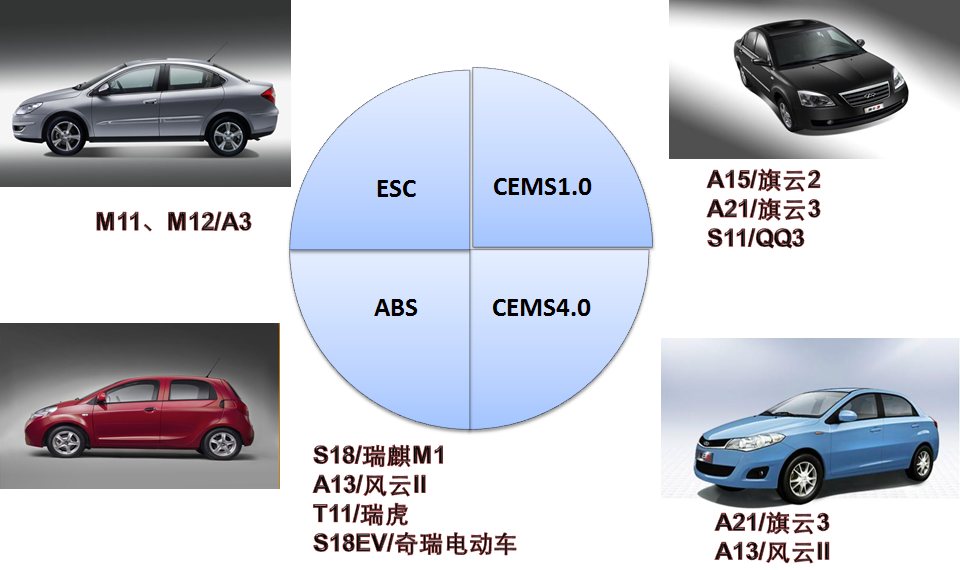 ESC
CEMS1.0
M11、M12/A3
A15/旗云2
A21/旗云3
S11/QQ3
ABS
CEMS4.0
S18/瑞麒M1
A13/风云II
T11/瑞虎
S18EV/奇瑞电动车
A21/旗云3
A13/风云II